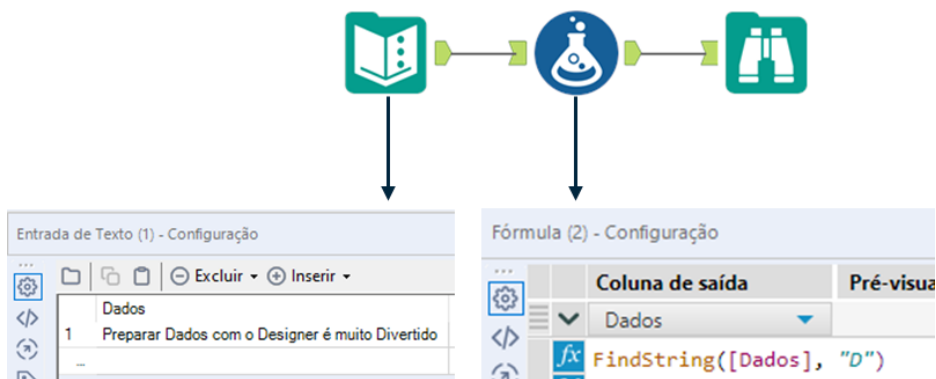 Entrada de Texto (1) - Configuração
Excluir Inserir
Dados
1 Preparar Dados com o Designer é muito Divertido
...
Fórmula (2) - Configuração
Coluna de saída Pré-visua
Dados
fx FindString([Dados], "D")